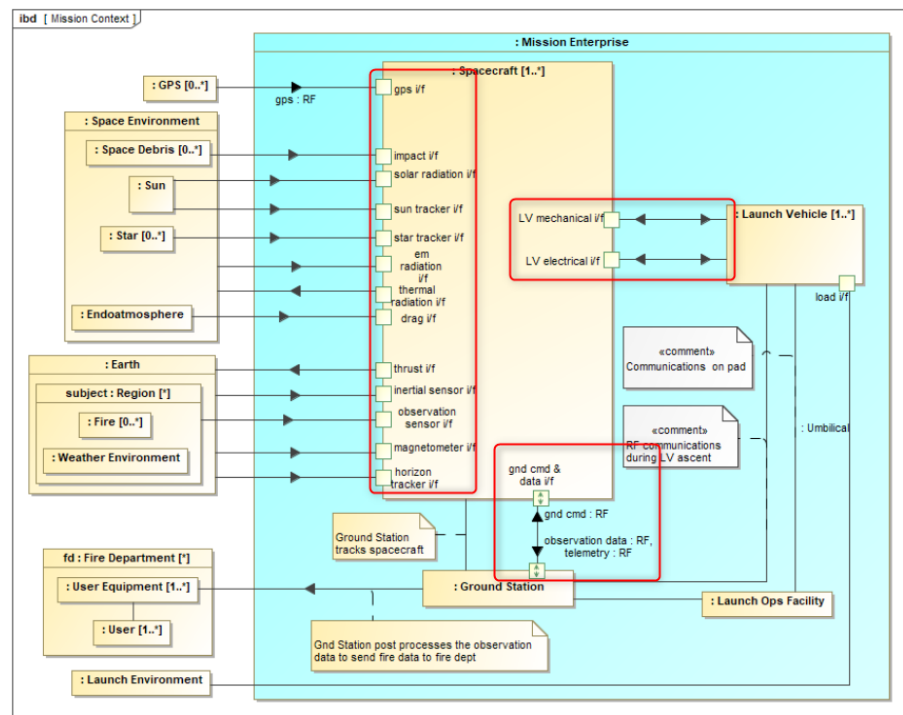 ibd [ Mission Context ]
: Mission Enterprise
: Spacecraft [1..*]
: GPS [0..*]
gps : RF
gps i/f
: Space Environment
: Space Debris [0..*]
impact i/f
solar radiation i/f
: Sun
sun tracker i/f
: Star [0..*]
star tracker i/f
em
radiation
i/f
thermal
radiation i/f
: Endoatmosphere
drag i/f
LV mechanical i/f
LV electrical i/f
: Launch Vehicle [1..*]
load i/f
«comment»
Communications on pad
: Earth
thrust i/f
subject : Region [*]
inertial sensor i/f
: Fire [0..*]
observation
sensor i/f
: Weather Environment
magnetometer i/f
horizon
tracker i/f
«comment»
RF communications
during LV ascent
: Umbilical
gnd cmd &
data i/f
gnd cmd : RF
observation data : RF,
telemetry : RF
Ground Station
tracks spacecraft
fd : Fire Department [*]
: User Equipment [1..*]
: User [1..*]
: Ground Station
: Launch Ops Facility
Gnd Station post processes the observation
data to send fire data to fire dept
: Launch Environment